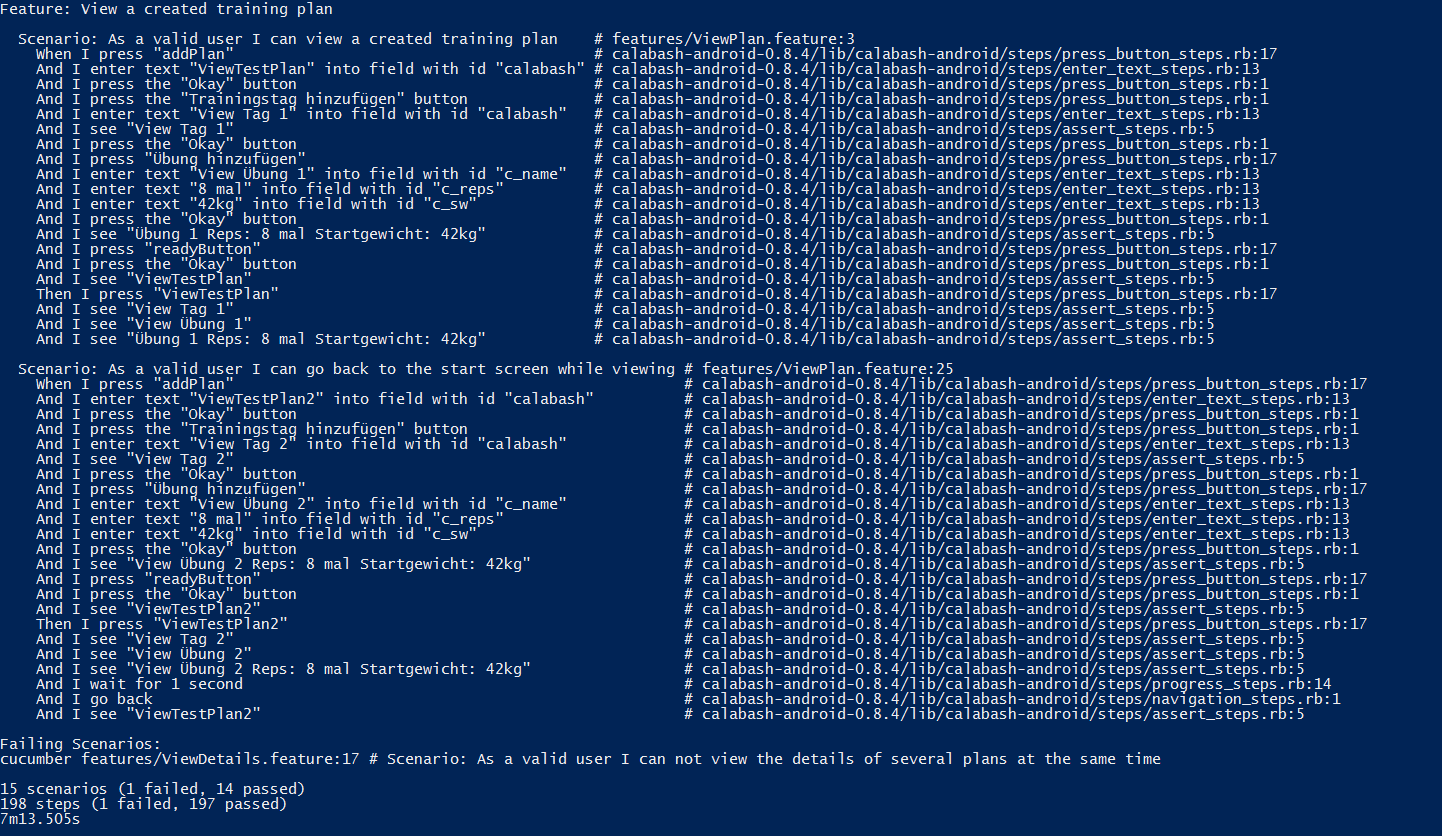 Feature: View a created training plan
Scenario: As a valid user I can view a created training plan # features/ViewPlan.feature:3
When I press "addPlan" # calabash-android-0.8.4/lib/calabash-android/steps/press_button_steps.rb:17
And I enter text "ViewTestPlan" into field with id "calabash" # calabash-android-0.8.4/lib/calabash-android/steps/enter_text_steps.rb:13
And I press the "Okay" button # calabash-android-0.8.4/lib/calabash-android/steps/press_button_steps.rb:1
And I press the "Trainingstag hinzufügen" button # calabash-android-0.8.4/lib/calabash-android/steps/press_button_steps.rb:1
And I enter text "View Tag 1" into field with id "calabash" # calabash-android-0.8.4/lib/calabash-android/steps/enter_text_steps.rb:13
And I see "View Tag 1" # calabash-android-0.8.4/lib/calabash-android/steps/assert_steps.rb:5
And I press the "Okay" button # calabash-android-0.8.4/lib/calabash-android/steps/press_button_steps.rb:1
And I press "Übung hinzufügen" # calabash-android-0.8.4/lib/calabash-android/steps/press_button_steps.rb:17
And I enter text "View Übung 1" into field with id "c_name" # calabash-android-0.8.4/lib/calabash-android/steps/enter_text_steps.rb:13
And I enter text "8 mal" into field with id "c_reps" # calabash-android-0.8.4/lib/calabash-android/steps/enter_text_steps.rb:13
And I enter text "42kg" into field with id "c_sw" # calabash-android-0.8.4/lib/calabash-android/steps/enter_text_steps.rb:13
And I press the "Okay" button # calabash-android-0.8.4/lib/calabash-android/steps/press_button_steps.rb:1
And I see "Übung 1 Reps: 8 mal Startgewicht: 42kg" # calabash-android-0.8.4/lib/calabash-android/steps/assert_steps.rb:5
And I press "readyButton" # calabash-android-0.8.4/lib/calabash-android/steps/press_button_steps.rb:17
And I press the "Okay" button # calabash-android-0.8.4/lib/calabash-android/steps/press_button_steps.rb:1
And I see "ViewTestPlan" # calabash-android-0.8.4/lib/calabash-android/steps/assert_steps.rb:5
Then I press "ViewTestPlan" # calabash-android-0.8.4/lib/calabash-android/steps/press_button_steps.rb:17
And I see "View Tag 1" # calabash-android-0.8.4/lib/calabash-android/steps/assert_steps.rb:5
And I see "View Übung 1" # calabash-android-0.8.4/lib/calabash-android/steps/assert_steps.rb:5
And I see "Übung 1 Reps: 8 mal Startgewicht: 42kg" # calabash-android-0.8.4/lib/calabash-android/steps/assert_steps.rb:5
Scenario: As a valid user I can go back to the start screen while viewing # features/ViewPlan.feature:25
When I press "addPlan" # calabash-android-0.8.4/lib/calabash-android/steps/press_button_steps.rb:17
And I enter text "ViewTestPlan2" into field with id "calabash" # calabash-android-0.8.4/lib/calabash-android/steps/enter_text_steps.rb:13
And I press the "Okay" button # calabash-android-0.8.4/lib/calabash-android/steps/press_button_steps.rb:1
And I press the "Trainingstag hinzufügen" button # calabash-android-0.8.4/lib/calabash-android/steps/press_button_steps.rb:1
And I enter text "View Tag 2" into field with id "calabash" # calabash-android-0.8.4/lib/calabash-android/steps/enter_text_steps.rb:13
And I see "View Tag 2" # calabash-android-0.8.4/lib/calabash-android/steps/assert_steps.rb:5
And I press the "Okay" button # calabash-android-0.8.4/lib/calabash-android/steps/press_button_steps.rb:1
And I press "Übung hinzufügen" # calabash-android-0.8.4/lib/calabash-android/steps/press_button_steps.rb:17
And I enter text "View Übung 2" into field with id "c_name" # calabash-android-0.8.4/lib/calabash-android/steps/enter_text_steps.rb:13
And I enter text "8 mal" into field with id "c_reps" # calabash-android-0.8.4/lib/calabash-android/steps/enter_text_steps.rb:13
And I enter text "42kg" into field with id "c_sw" # calabash-android-0.8.4/lib/calabash-android/steps/enter_text_steps.rb:13
And I press the "Okay" button # calabash-android-0.8.4/lib/calabash-android/steps/press_button_steps.rb:1
And I see "View Übung 2 Reps: 8 mal Startgewicht: 42kg" # calabash-android-0.8.4/lib/calabash-android/steps/assert_steps.rb:5
And I press "readyButton" # calabash-android-0.8.4/lib/calabash-android/steps/press_button_steps.rb:17
And I press the "Okay" button # calabash-android-0.8.4/lib/calabash-android/steps/press_button_steps.rb:1
And I see "ViewTestPlan2" # calabash-android-0.8.4/lib/calabash-android/steps/assert_steps.rb:5
Then I press "ViewTestPlan2" # calabash-android-0.8.4/lib/calabash-android/steps/press_button_steps.rb:17
And I see "View Tag 2" # calabash-android-0.8.4/lib/calabash-android/steps/assert_steps.rb:5
And I see "View Übung 2" # calabash-android-0.8.4/lib/calabash-android/steps/assert_steps.rb:5
And I see "View Übung 2 Reps: 8 mal Startgewicht: 42kg" # calabash-android-0.8.4/lib/calabash-android/steps/assert_steps.rb:5
And I wait for 1 second # calabash-android-0.8.4/lib/calabash-android/steps/progress_steps.rb:14
And I go back # calabash-android-0.8.4/lib/calabash-android/steps/navigation_steps.rb:1
And I see "ViewTestPlan2" # calabash-android-0.8.4/lib/calabash-android/steps/assert_steps.rb:5
Failing Scenarios:
cucumber features/ViewDetails.feature:17 # Scenario: As a valid user I can not view the details of several plans at the same time
15 scenarios (1 failed, 14 passed)
198 steps (1 failed, 197 passed)
7m13.505s